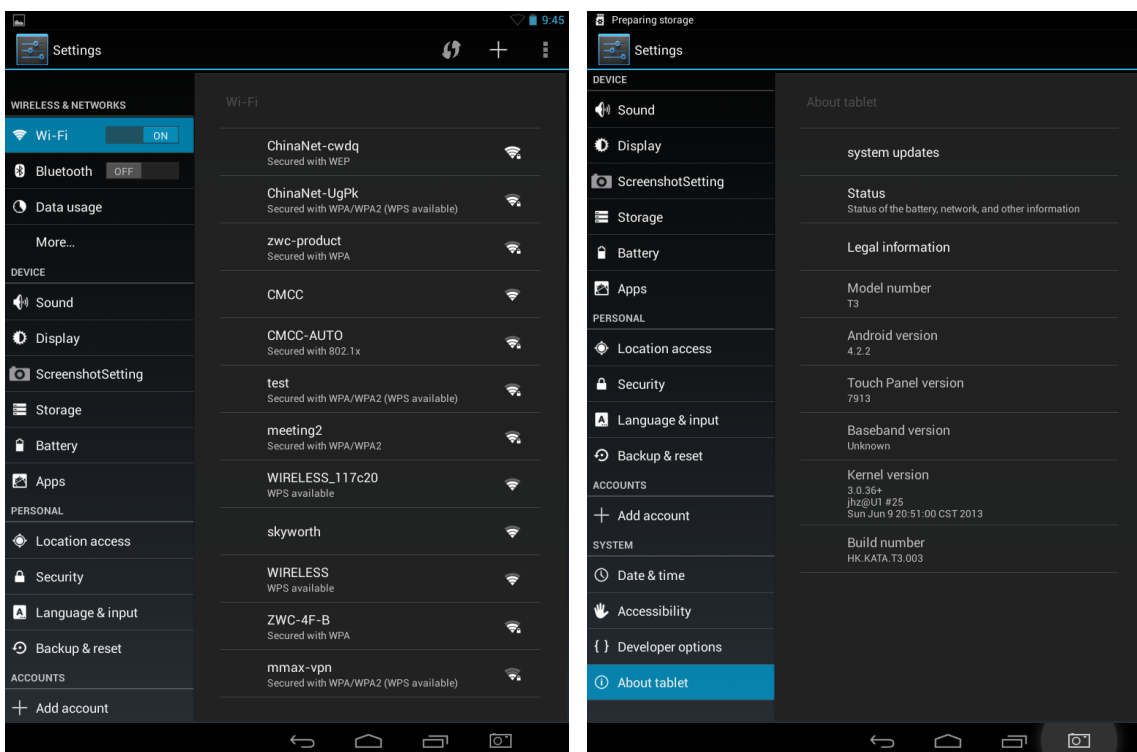 9:45
Settings
WIRELESS & NETWORKS
Wi-Fi
ON
Bluetooth
OFF
Data usage
More...
DEVICE
Sound
Display
ScreenshotSetting
Storage
Battery
Apps
PERSONAL
Location access
Security
Language & input
Backup & reset
ACCOUNTS
Add account
Wi-Fi
ChinaNet-cwdq
Secured with WEP
ChinaNet-UgPk
Secured with WPA/WPA2 (WPS available)
zwc-product
Secured with WPA
CMCC
CMCC-AUTO
Secured with 802.1x
test
Secured with WPA/WPA2 (WPS available)
meeting2
Secured with WPA/WPA2
WIRELESS_117c20
WPS available
skyworth
WIRELESS
WPS available
ZWC-4F-B
Secured with WPA
mmax-vpn
Secured with WPA/WPA2 (WPS available)
Preparing storage
Settings
DEVICE
Sound
Display
ScreenshotSetting
Storage
Battery
Apps
PERSONAL
Location access
Security
Language & input
Backup & reset
ACCOUNTS
Add account
SYSTEM
Date & time
Accessibility
{ } Developer options
About tablet
About tablet
system updates
Status
Status of the battery, network, and other information
Legal information
Model number
T3
Android version
4.2.2
Touch Panel version
7913
Baseband version
Unknown
Kernel version
3.0.36+
jhz@U1 #25
Sun Jun 9 20:51:00 CST 2013
Build number
HK.KATA.T3.003